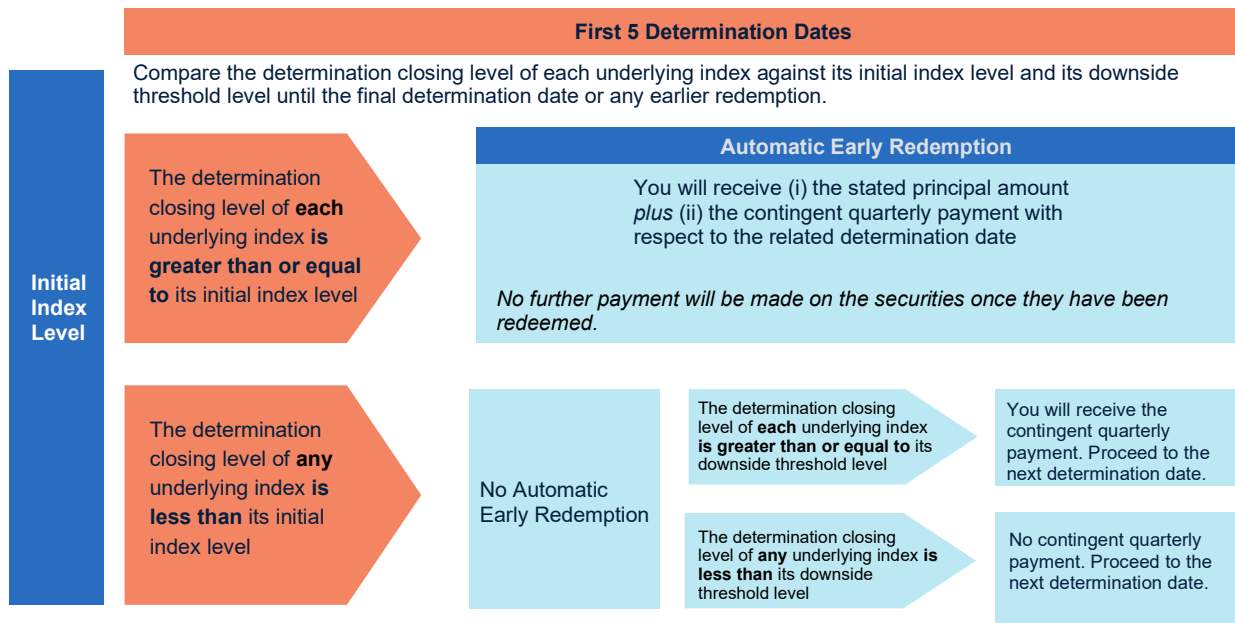 First 5 Determination Dates
Compare the determination closing level of each underlying index against its initial index level and its downside
threshold level until the final determination date or any earlier redemption.
Initial
Index
Level
The determination
closing level of each
underlying index is
greater than or equal
to its initial index level
Automatic Early Redemption
You will receive (i) the stated principal amount
plus (ii) the contingent quarterly payment with
respect to the related determination date
No further payment will be made on the securities once they have been
redeemed.
The determination
closing level of any
underlying index is
less than its initial
index level
No Automatic
Early Redemption
The determination closing
level of each underlying index
is greater than or equal to its
downside threshold level
You will receive the
contingent quarterly
payment. Proceed to the
next determination date.
The determination closing
level of any underlying index is
less than its downside
threshold level
No contingent quarterly
payment. Proceed to the
next determination date.